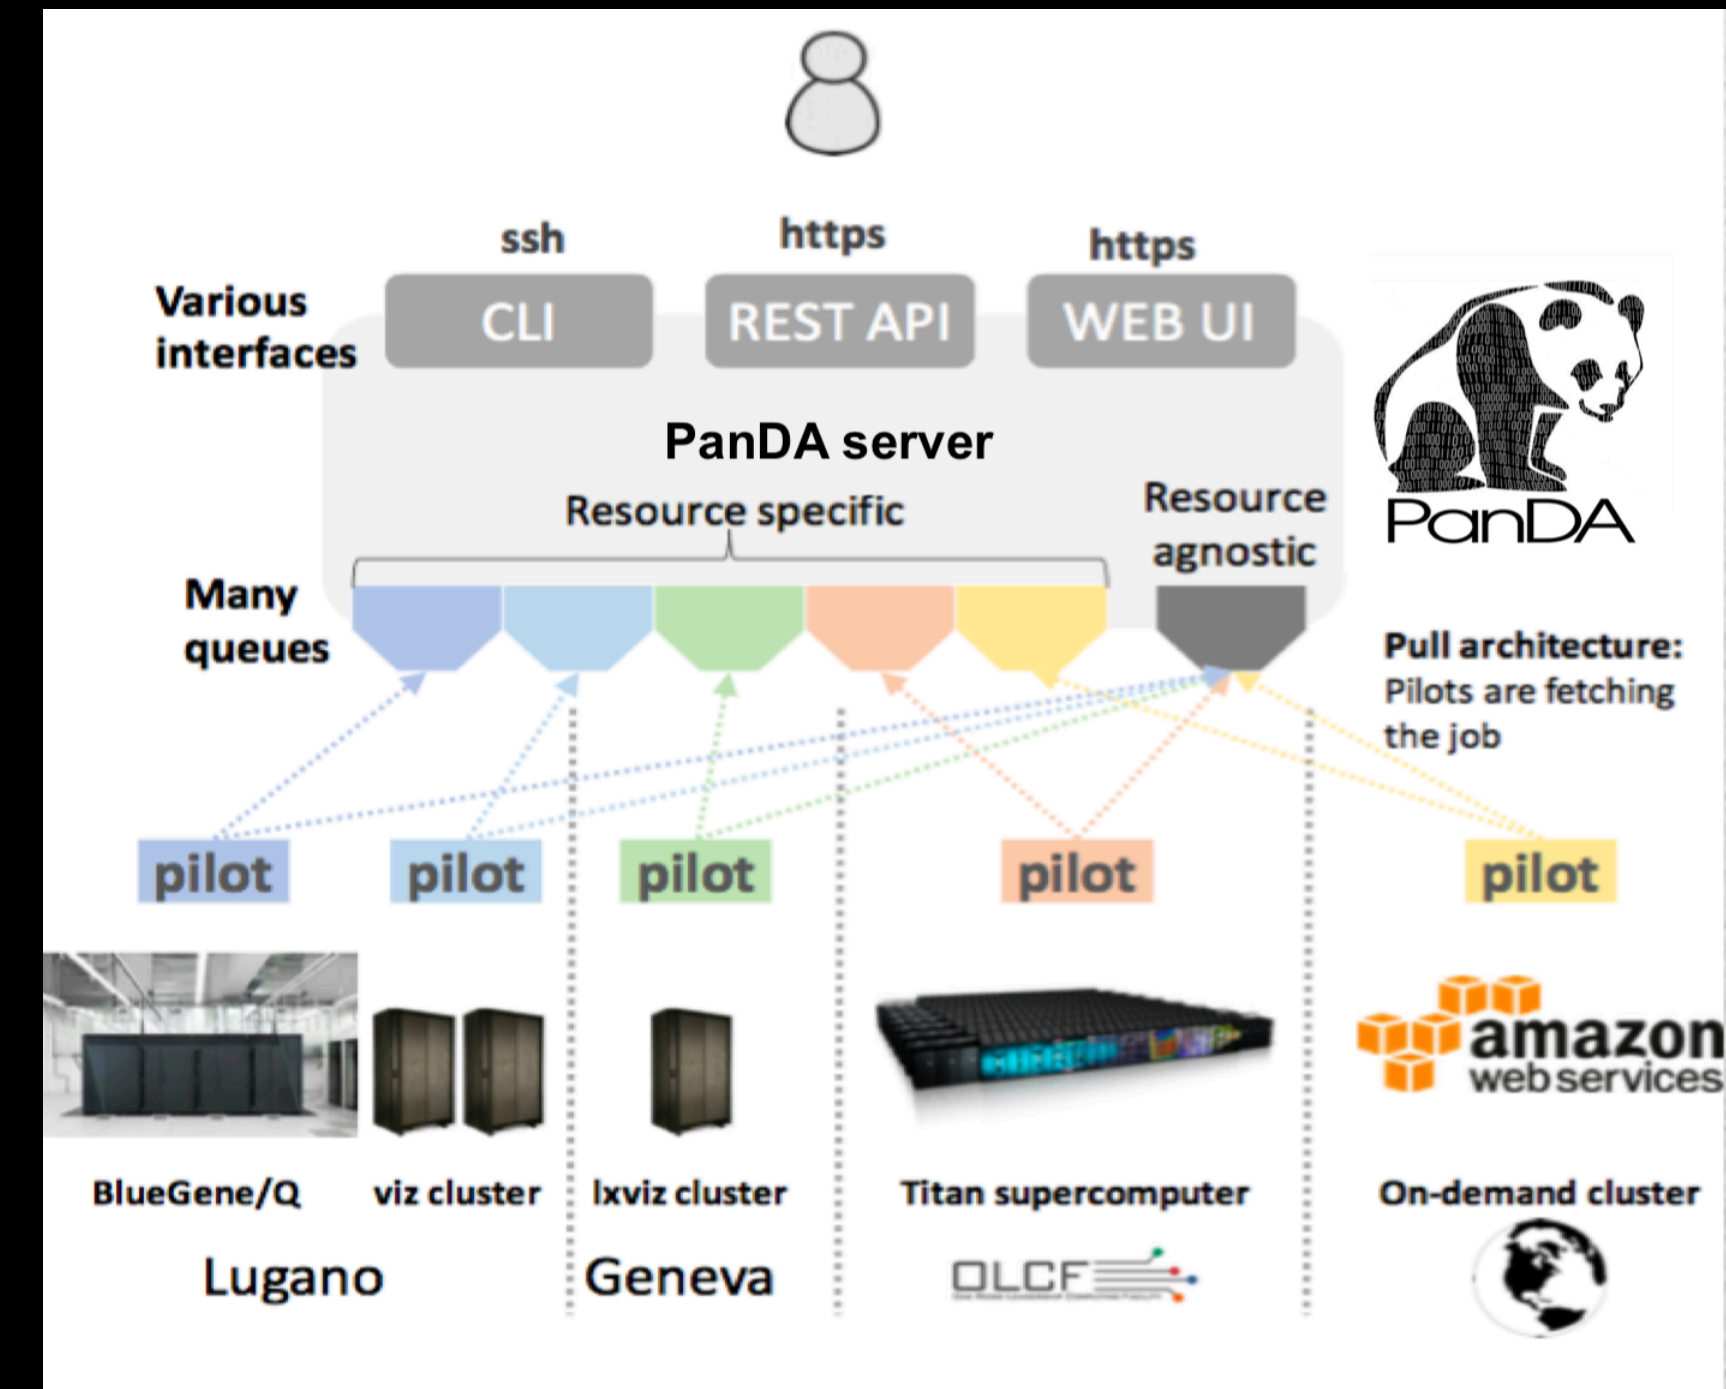 ssh
https
https
Various
interfaces
CLI
REST API
WEB UI
PanDA server
Resource specific
Resource
agnostic
PanDA
Many
queues
Pull architecture:
Pilots are fetching
the job
pilot
pilot
pilot
pilot
pilot
amazon
web services
BlueGene/Q
viz cluster
lxviz cluster
Titan supercomputer
On-demand cluster
Lugano
Geneva
OLCF